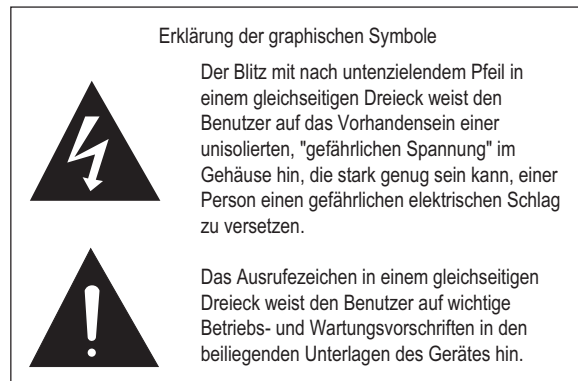 Erklärung der graphischen Symbole
Der Blitz mit nach untenzielendem Pfeil in
einem gleichseitigen Dreieck weist den
Benutzer auf das Vorhandensein einer
unisolierten, "gefährlichen Spannung" im
Gehäuse hin, die stark genug sein kann, einer
Person einen gefährlichen elektrischen Schlag
zu versetzen.
Das Ausrufezeichen in einem gleichseitigen
Dreieck weist den Benutzer auf wichtige
Betriebs- und Wartungsvorschriften in den
beiliegenden Unterlagen des Gerätes hin.